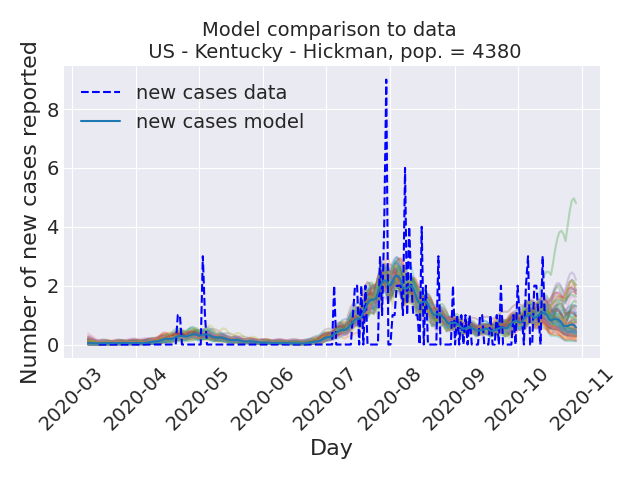 Model comparison to data
US - Kentucky - Hickman, pop. = 4380
Number of new cases reported
8
6
4
2
0
new cases data
new cases model
2020-03
2020-04
2020-05
2020-06
2020-07
2020-08
2020-09
2020-10
2020-11
Day